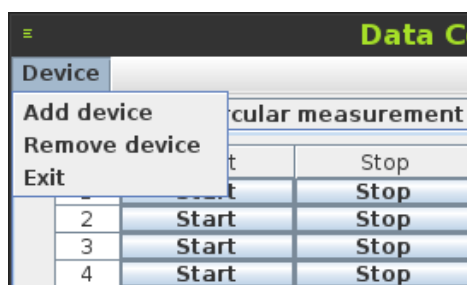 Data C
Device
Add device
rcular measurement
Remove device
Stop
Exit
Start Stop
2 Start Stop
3 Start Stop
4 Start Stop